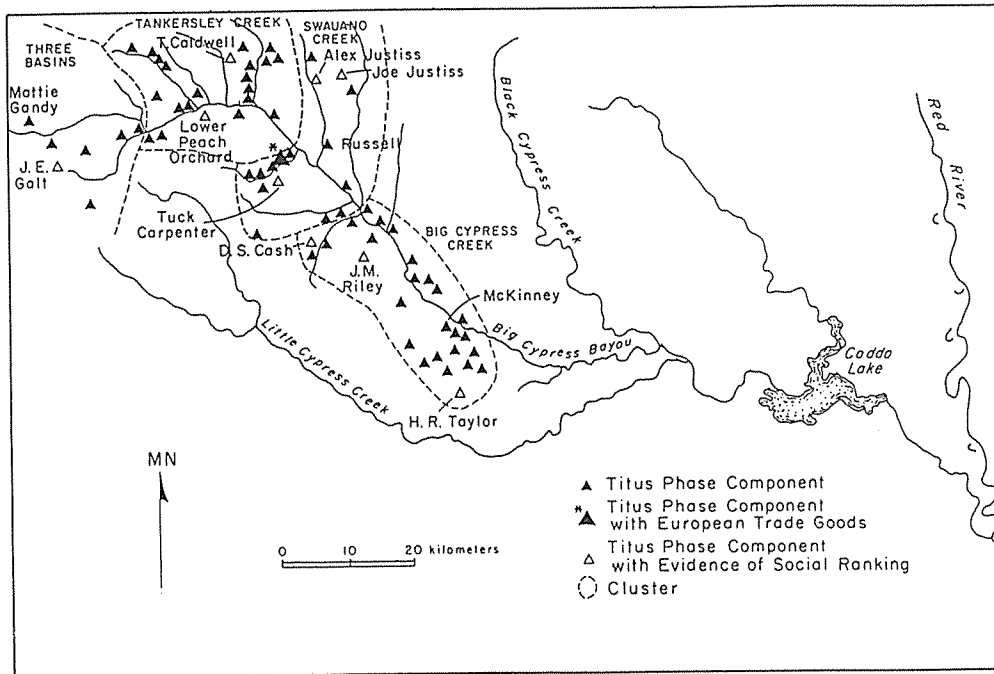 TANKERSLEY CREEK
T. Caldwell
SWAUANO
CREEK
Alex Justiss
Joe Justiss
THREE
BASINS
Mattie
Gandy
Lower
Peach
Orchard
Russell
J. E.
Galt
Tuck
Carpenter
D. S. Cash
J.M.
Riley
BIG CYPRESS
CREEK
McKinney
Big Cypress Bayou
Little Cypress Creek
H. R. Taylor
Black Cypress Creek
Caddo
Lake
Red River
MN
0 10 20 kilometers
Titus Phase Component
* Titus Phase Component
with European Trade Goods
Titus Phase Component
with Evidence of Social Ranking
Cluster